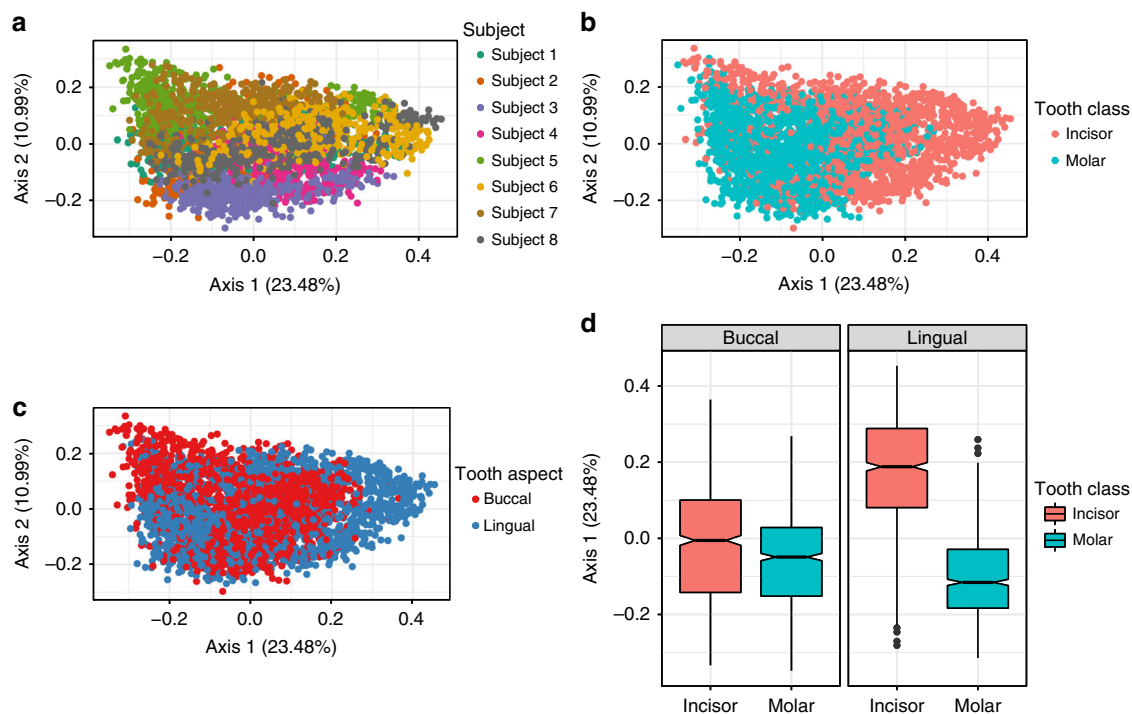 a
Subject
Subject 1
Subject 2
Subject 3
Subject 4
Subject 5
Subject 6
Subject 7
Subject 8
Axis 2 (10.99%)
0.2
0.0
−0.2
−0.2 0.0 0.2 0.4
Axis 1 (23.48%)
b
Tooth class
Incisor
Molar
Axis 2 (10.99%)
0.2
0.0
−0.2
−0.2 0.0 0.2 0.4
Axis 1 (23.48%)
c
Tooth aspect
Buccal
Lingual
Axis 2 (10.99%)
0.2
0.0
−0.2
−0.2 0.0 0.2 0.4
Axis 1 (23.48%)
d
Buccal Lingual
Axis 1 (23.48%)
0.4
0.2
0.0
−0.2
Incisor Molar Incisor Molar
Tooth class
Incisor
Molar